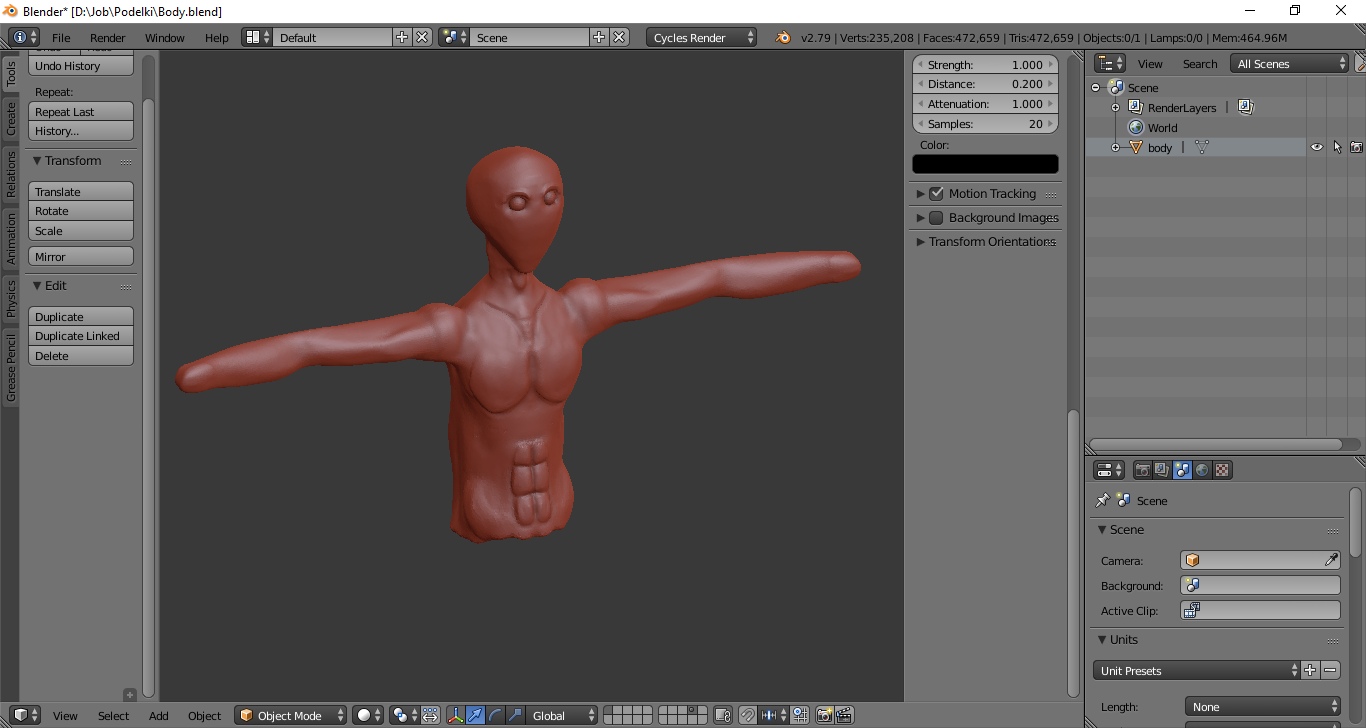 Blender* [D:\Job\Podelki\Body.blend]
File Render Window Help Default Scene Cycles Render v2.79 | Verts:235,208 | Faces:472,659 | Tris:472,659 | Objects:0/1 | Lamps:0/0 | Mem:464.96M
Tools
Create
Relations
Animation
Physics
Grease Pencil
Undo History
Repeat:
Repeat Last
History...
Transform
Translate
Rotate
Scale
Mirror
Edit
Duplicate
Duplicate Linked
Delete
Strength: 1.000
Distance: 0.200
Attenuation: 1.000
Samples: 20
Color:
Motion Tracking
Background Images
Transform Orientations
View Search All Scenes
Scene
RenderLayers |
World
body |
Scene
Scene
Camera:
Background:
Active Clip:
Units
Unit Presets
Length: None
View Select Add Object Object Mode Global